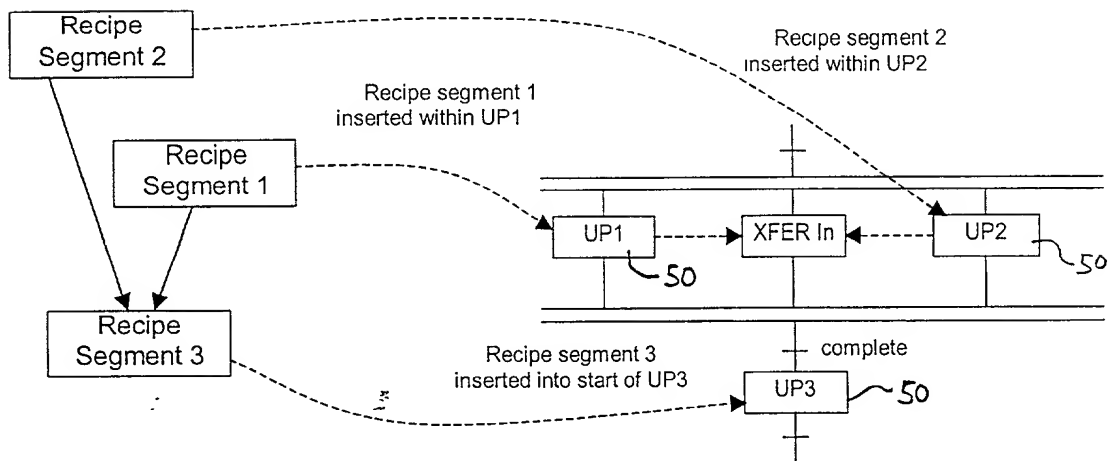 Recipe
Segment 2
Recipe segment 2
inserted within UP2
Recipe segment 1
inserted within UP1
Recipe
Segment 1
UP1
XFER In
UP2
50
50
Recipe
Segment 3
Recipe segment 3
inserted into start of UP3
complete
UP3
50